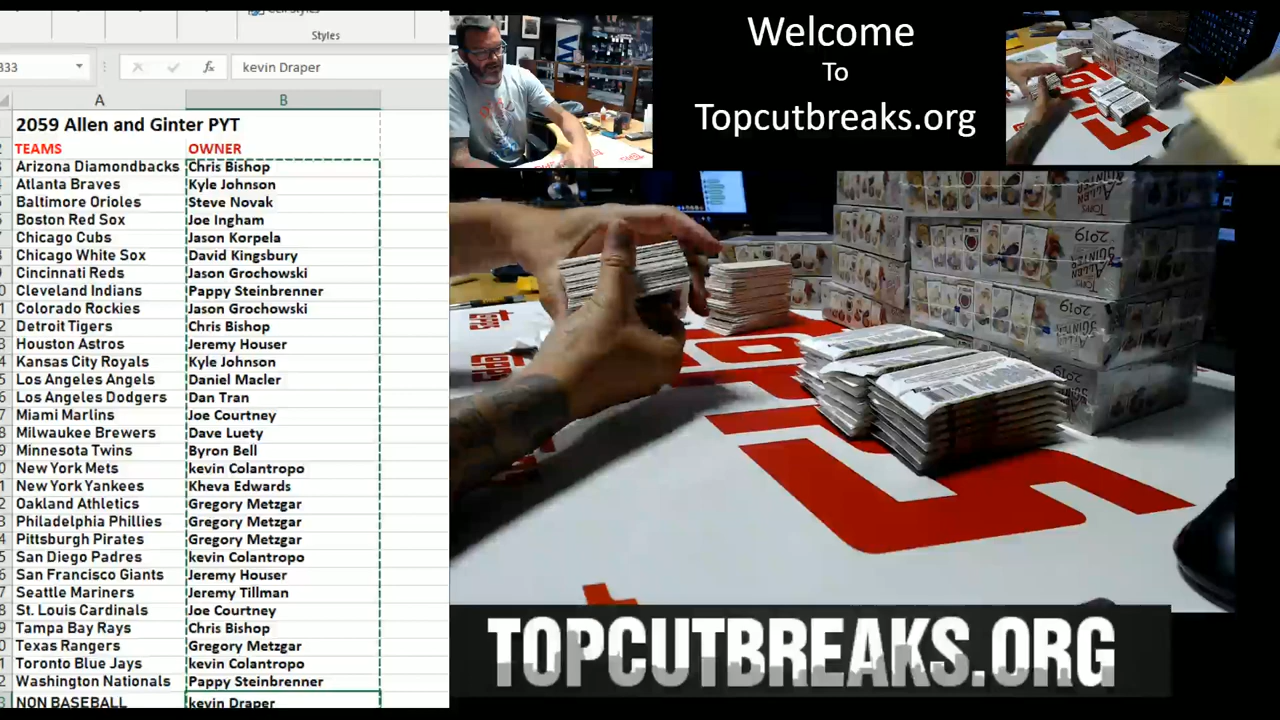 Styles
333
fx
kevin Draper
A
B
2059 Allen and Ginter PYT
TEAMS OWNER
Arizona Diamondbacks Chris Bishop
Atlanta Braves Kyle Johnson
Baltimore Orioles Steve Novak
Boston Red Sox Joe Ingham
Chicago Cubs Jason Korpela
Chicago White Sox David Kingsbury
Cincinnati Reds Jason Grochowski
Cleveland Indians Pappy Steinbrenner
Colorado Rockies Jason Grochowski
Detroit Tigers Chris Bishop
Houston Astros Jeremy Houser
Kansas City Royals Kyle Johnson
Los Angeles Angels Daniel Macler
Los Angeles Dodgers Dan Tran
Miami Marlins Joe Courtney
Milwaukee Brewers Dave Luety
Minnesota Twins Byron Bell
New York Mets kevin Colantropo
New York Yankees Kheva Edwards
Oakland Athletics Gregory Metzgar
Philadelphia Phillies Gregory Metzgar
Pittsburgh Pirates Gregory Metzgar
San Diego Padres kevin Colantropo
San Francisco Giants Jeremy Houser
Seattle Mariners Jeremy Tillman
St. Louis Cardinals Joe Courtney
Tampa Bay Rays Chris Bishop
Texas Rangers Gregory Metzgar
Toronto Blue Jays kevin Colantropo
Washington Nationals Pappy Steinbrenner
NON BASEBALL kevin Draper
Welcome
To
Topcutbreaks.org
2019
ALLEN
GINTER
TOPPS
TOPCUTBREAKS.ORG